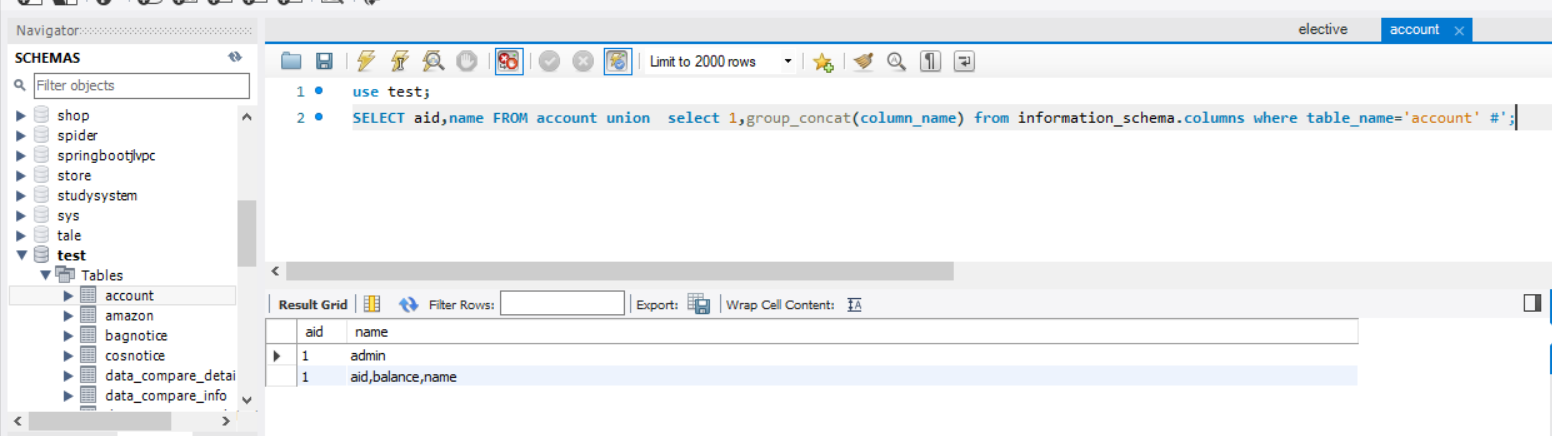 Navigator
SCHEMAS
Filter objects
shop
spider
springbootjlvpc
store
studysystem
sys
tale
test
Tables
account
amazon
bagnotice
cosnotice
data_compare_detai
data_compare_info
elective
account ×
Limit to 2000 rows
1 use test;
2 SELECT aid,name FROM account union  select 1,group_concat(column_name) from information_schema.columns where table_name='account' #';
Result Grid Filter Rows: Export: Wrap Cell Content:
aid name
1 admin
1 aid,balance,name